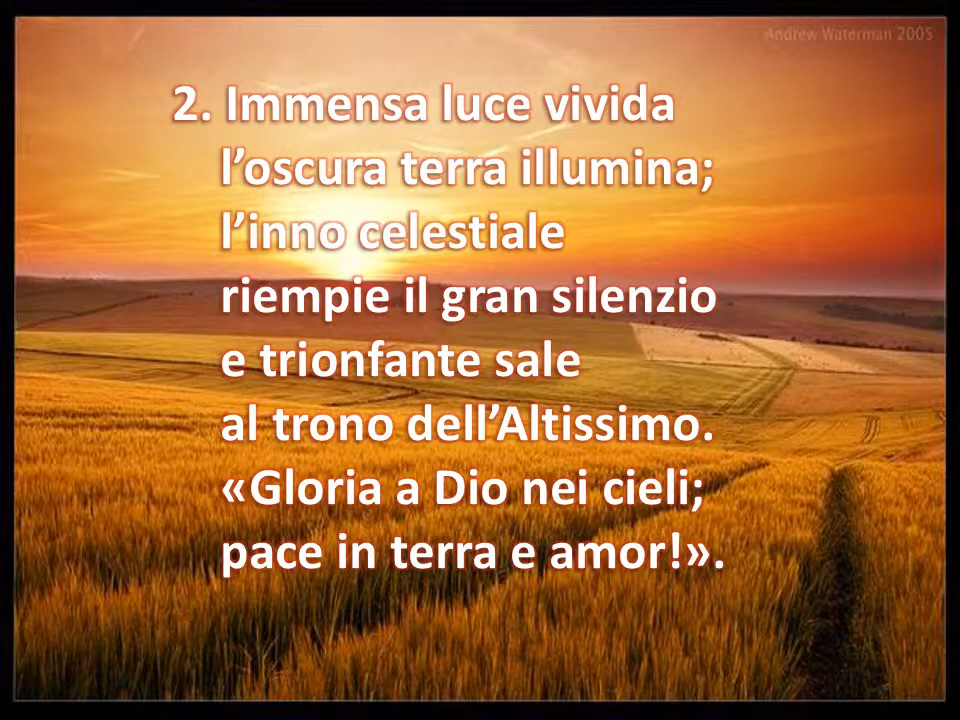 Andrew Waterman 2005
2. Immensa luce vivida
l’oscura terra illumina;
l’inno celestiale
riempie il gran silenzio
e trionfante sale
al trono dell’Altissimo.
«Gloria a Dio nei cieli;
pace in terra e amor!».